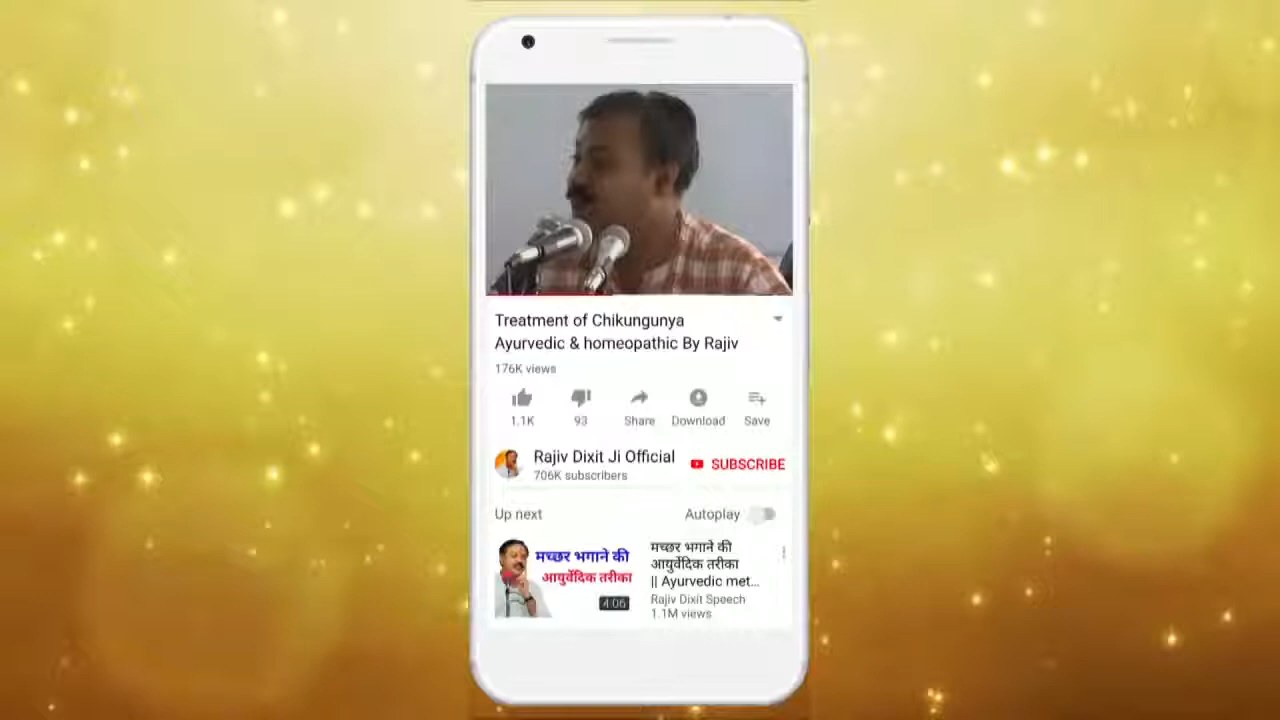 Treatment of Chikungunya
Ayurvedic & homeopathic By Rajiv
176K views
1.1K
93
Share
Download
Save
Rajiv Dixit Ji Official
706K subscribers
SUBSCRIBE
Up next
Autoplay
मच्छर भगाने की
आयुर्वेदिक तरीका
4:06
मच्छर भगाने की
आयुर्वेदिक तरीका
|| Ayurvedic met...
Rajiv Dixit Speech
1.1M views